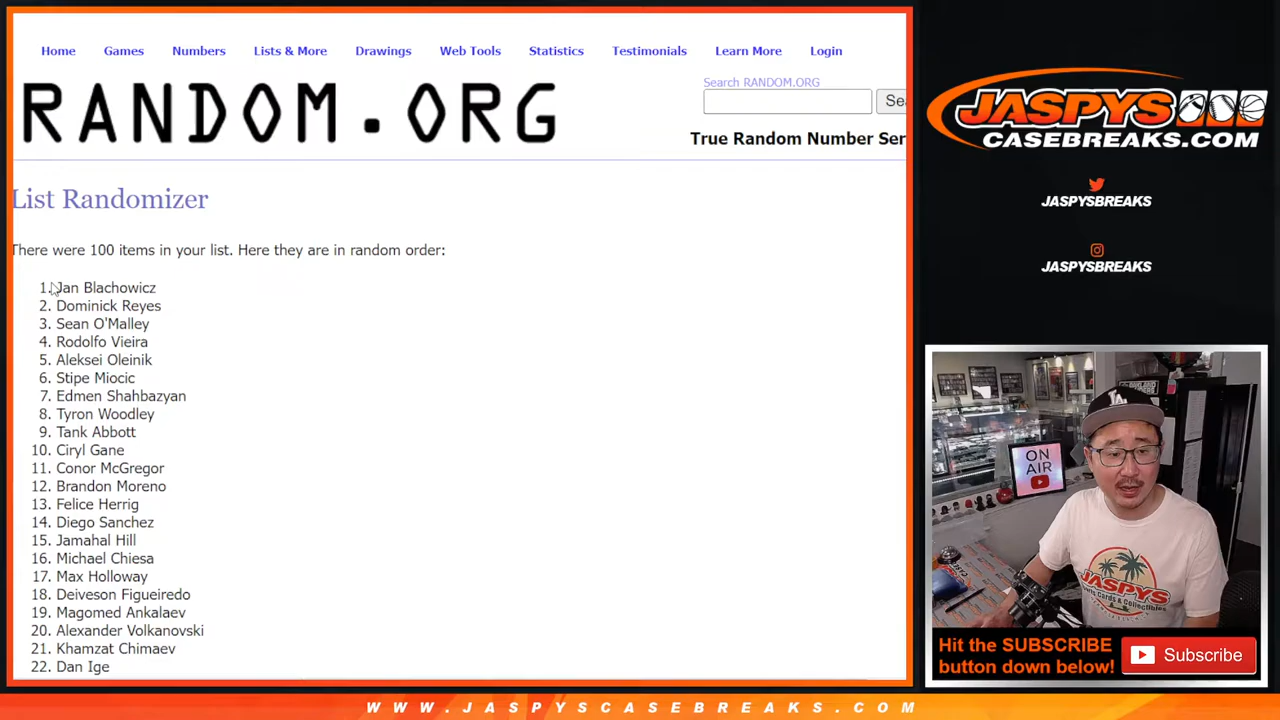 Home Games Numbers Lists & More Drawings Web Tools Statistics Testimonials Learn More Login
RANDOM.ORG
Search RANDOM.ORG
Sea
True Random Number Ser
List Randomizer
There were 100 items in your list. Here they are in random order:
1. Jan Blachowicz
2. Dominick Reyes
3. Sean O'Malley
4. Rodolfo Vieira
5. Aleksei Oleinik
6. Stipe Miocic
7. Edmen Shahbazyan
8. Tyron Woodley
9. Tank Abbott
10. Ciryl Gane
11. Conor McGregor
12. Brandon Moreno
13. Felice Herrig
14. Diego Sanchez
15. Jamahal Hill
16. Michael Chiesa
17. Max Holloway
18. Deiveson Figueiredo
19. Magomed Ankalaev
20. Alexander Volkanovski
21. Khamzat Chimaev
22. Dan Ige
JASPYS
CASEBREAKS.COM
JASPYSBREAKS
JASPYSBREAKS
ON
AIR
JASPYS
Hit the SUBSCRIBE
button down below!
Subscribe
WWW.JASPYSCASEBREAKS.COM